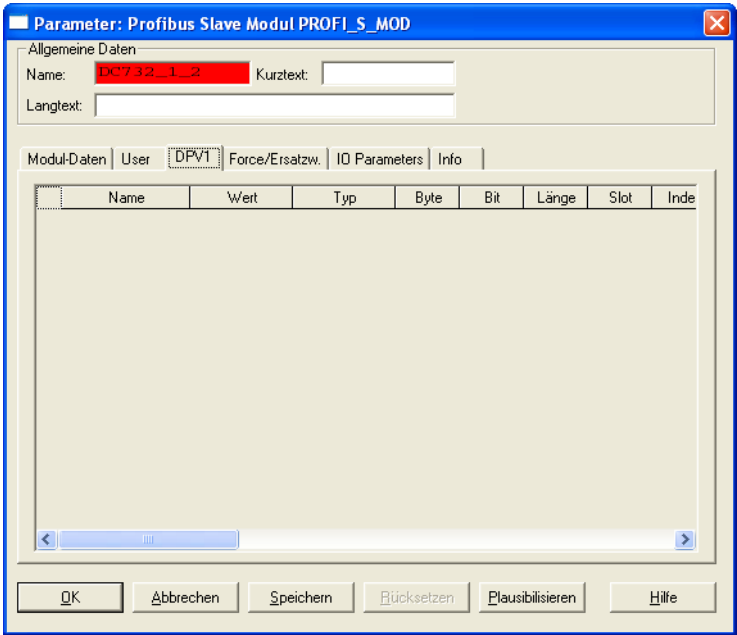 Parameter: Profibus Slave Modul PROFI_S_MOD
Allgemeine Daten
Name: DC732_1_2 Kurztext:
Langtext:
Modul-Daten User DPV1 Force/Ersatzw. IO Parameters Info
Name Wert Typ Byte Bit Länge Slot Inde
OK Abbrechen Speichern Rücksetzen Plausibilisieren Hilfe